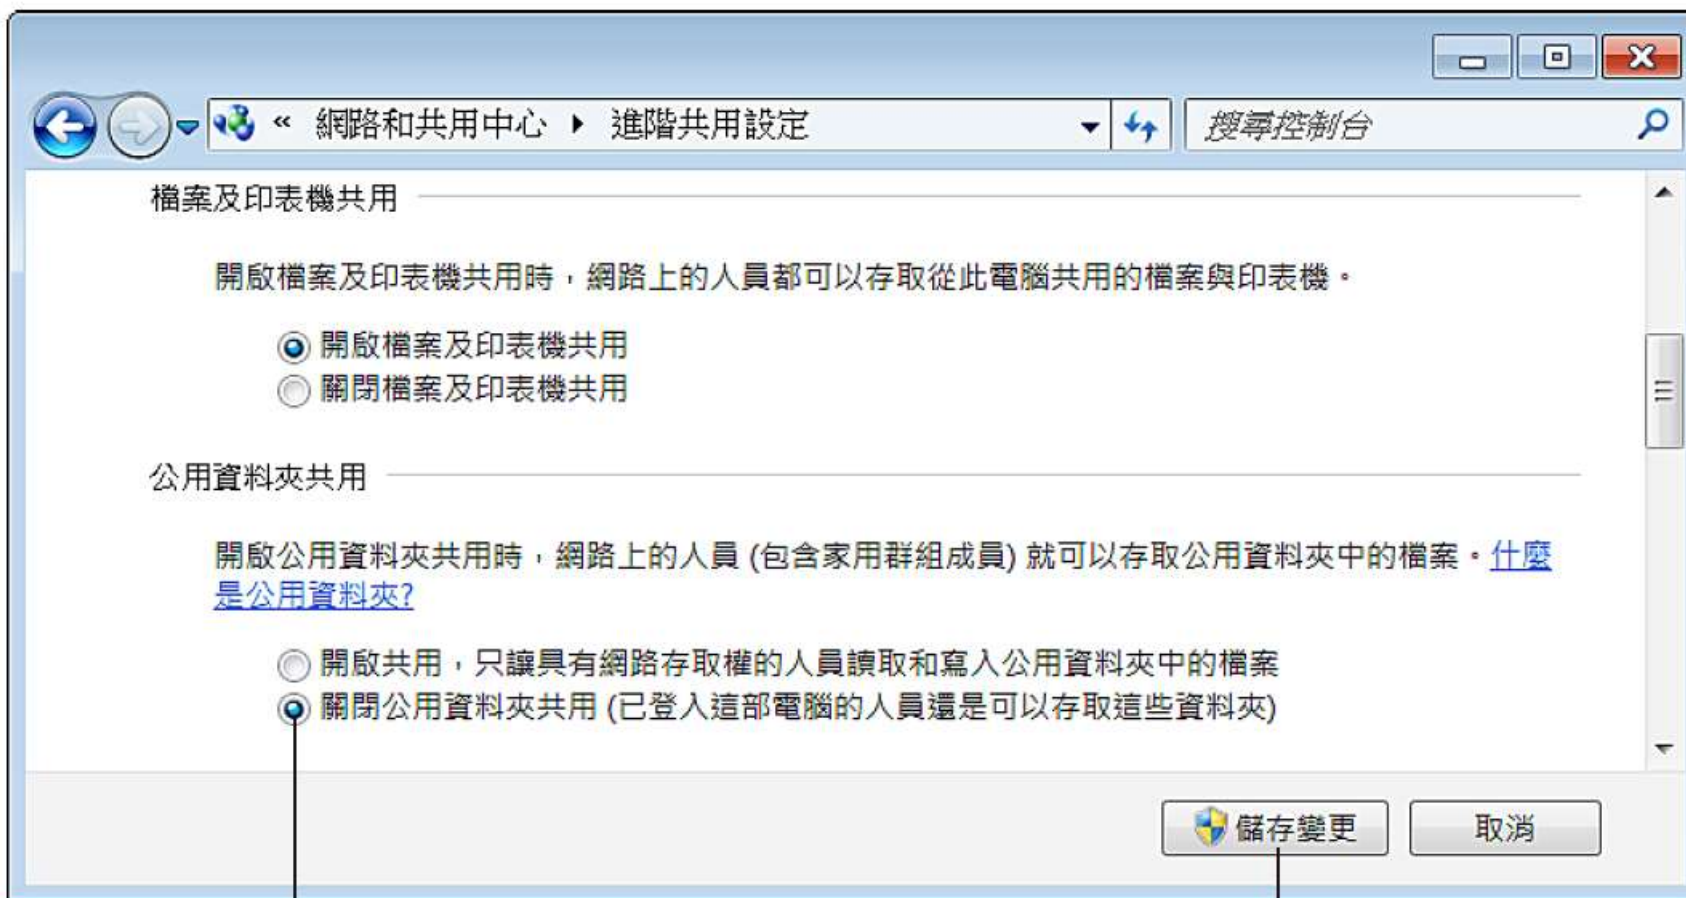 « 網路和共用中心 ▸ 進階共用設定
搜尋控制台
檔案及印表機共用
開啟檔案及印表機共用時，網路上的人員都可以存取從此電腦共用的檔案與印表機。
開啟檔案及印表機共用
關閉檔案及印表機共用
公用資料夾共用
開啟公用資料夾共用時，網路上的人員 (包含家用群組成員) 就可以存取公用資料夾中的檔案。什麼
是公用資料夾?
開啟共用，只讓具有網路存取權的人員讀取和寫入公用資料夾中的檔案
關閉公用資料夾共用 (已登入這部電腦的人員還是可以存取這些資料夾)
儲存變更
取消